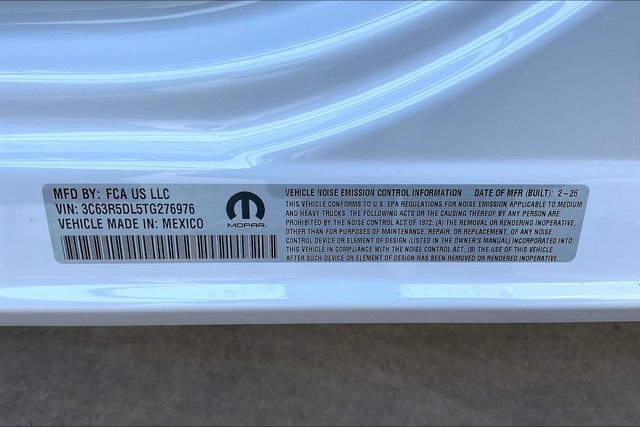 MFD BY: FCA US LLC
VIN: 3C63R5DL5TG276976
VEHICLE MADE IN: MEXICO
MOPAR
VEHICLE NOISE EMISSION CONTROL INFORMATION DATE OF MFR (BUILT): 2-26
THIS VEHICLE CONFORMS TO U.S. EPA REGULATIONS FOR NOISE EMISSION APPLICABLE TO MEDIUM
AND HEAVY TRUCKS. THE FOLLOWING ACTS OR THE CAUSING THEREOF BY ANY PERSON ARE
PROHIBITED BY THE NOISE CONTROL ACT OF 1972: (A) THE REMOVAL OR RENDERING INOPERATIVE,
OTHER THAN FOR PURPOSES OF MAINTENANCE, REPAIR, OR REPLACEMENT, OF ANY NOISE
CONTROL DEVICE OR ELEMENT OF DESIGN (LISTED IN THE OWNER'S MANUAL) INCORPORATED INTO
THIS VEHICLE IN COMPLIANCE WITH THE NOISE CONTROL ACT; (B) THE USE OF THIS VEHICLE
AFTER SUCH DEVICE OR ELEMENT OF DESIGN HAS BEEN REMOVED OR RENDERED INOPERATIVE.